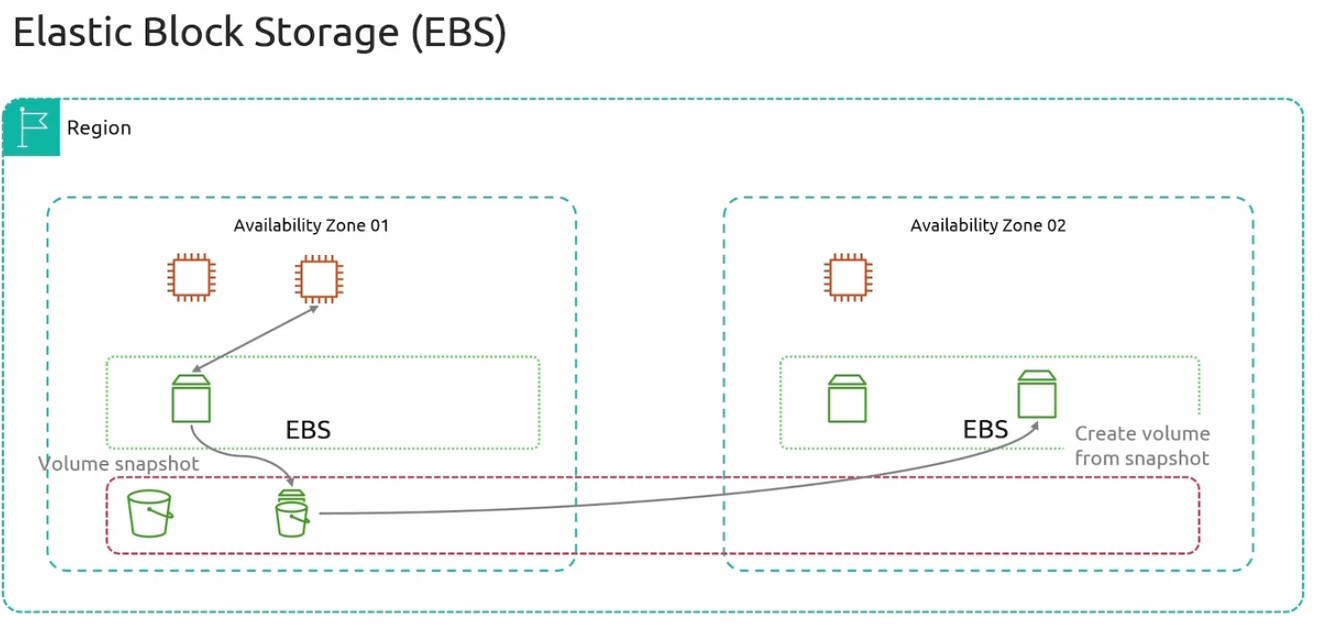 Elastic Block Storage (EBS)
Region
Availability Zone 01
Availability Zone 02
EBS
EBS
Create volume
from snapshot
Volume snapshot